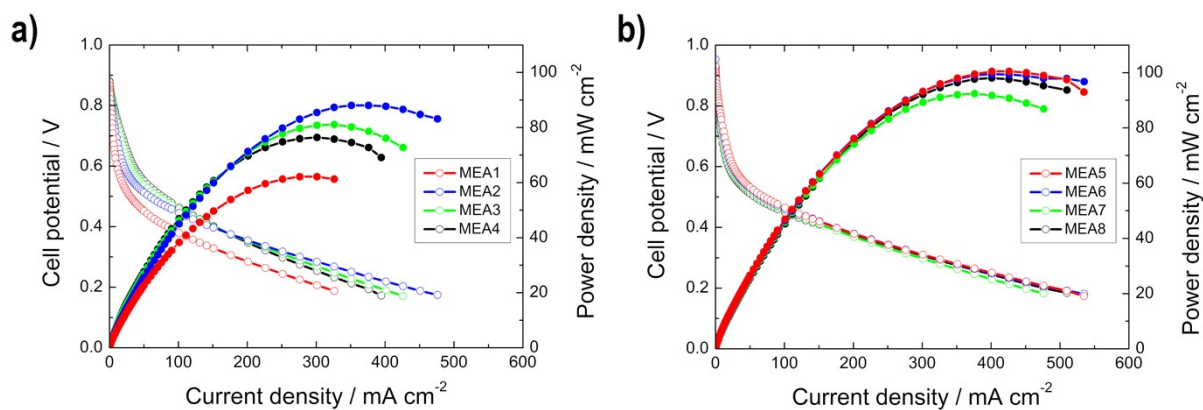 a)
1.0
0.8
0.6
0.4
0.2
0.0
Cell potential / V
0 100 200 300 400 500 600
Current density / mA cm-2
100
80
60
40
20
0
Power density / mW cm-2
MEA1
MEA2
MEA3
MEA4
b)
1.0
0.8
0.6
0.4
0.2
0.0
Cell potential / V
0 100 200 300 400 500 600
Current density / mA cm-2
100
80
60
40
20
0
Power density / mW cm-2
MEA5
MEA6
MEA7
MEA8